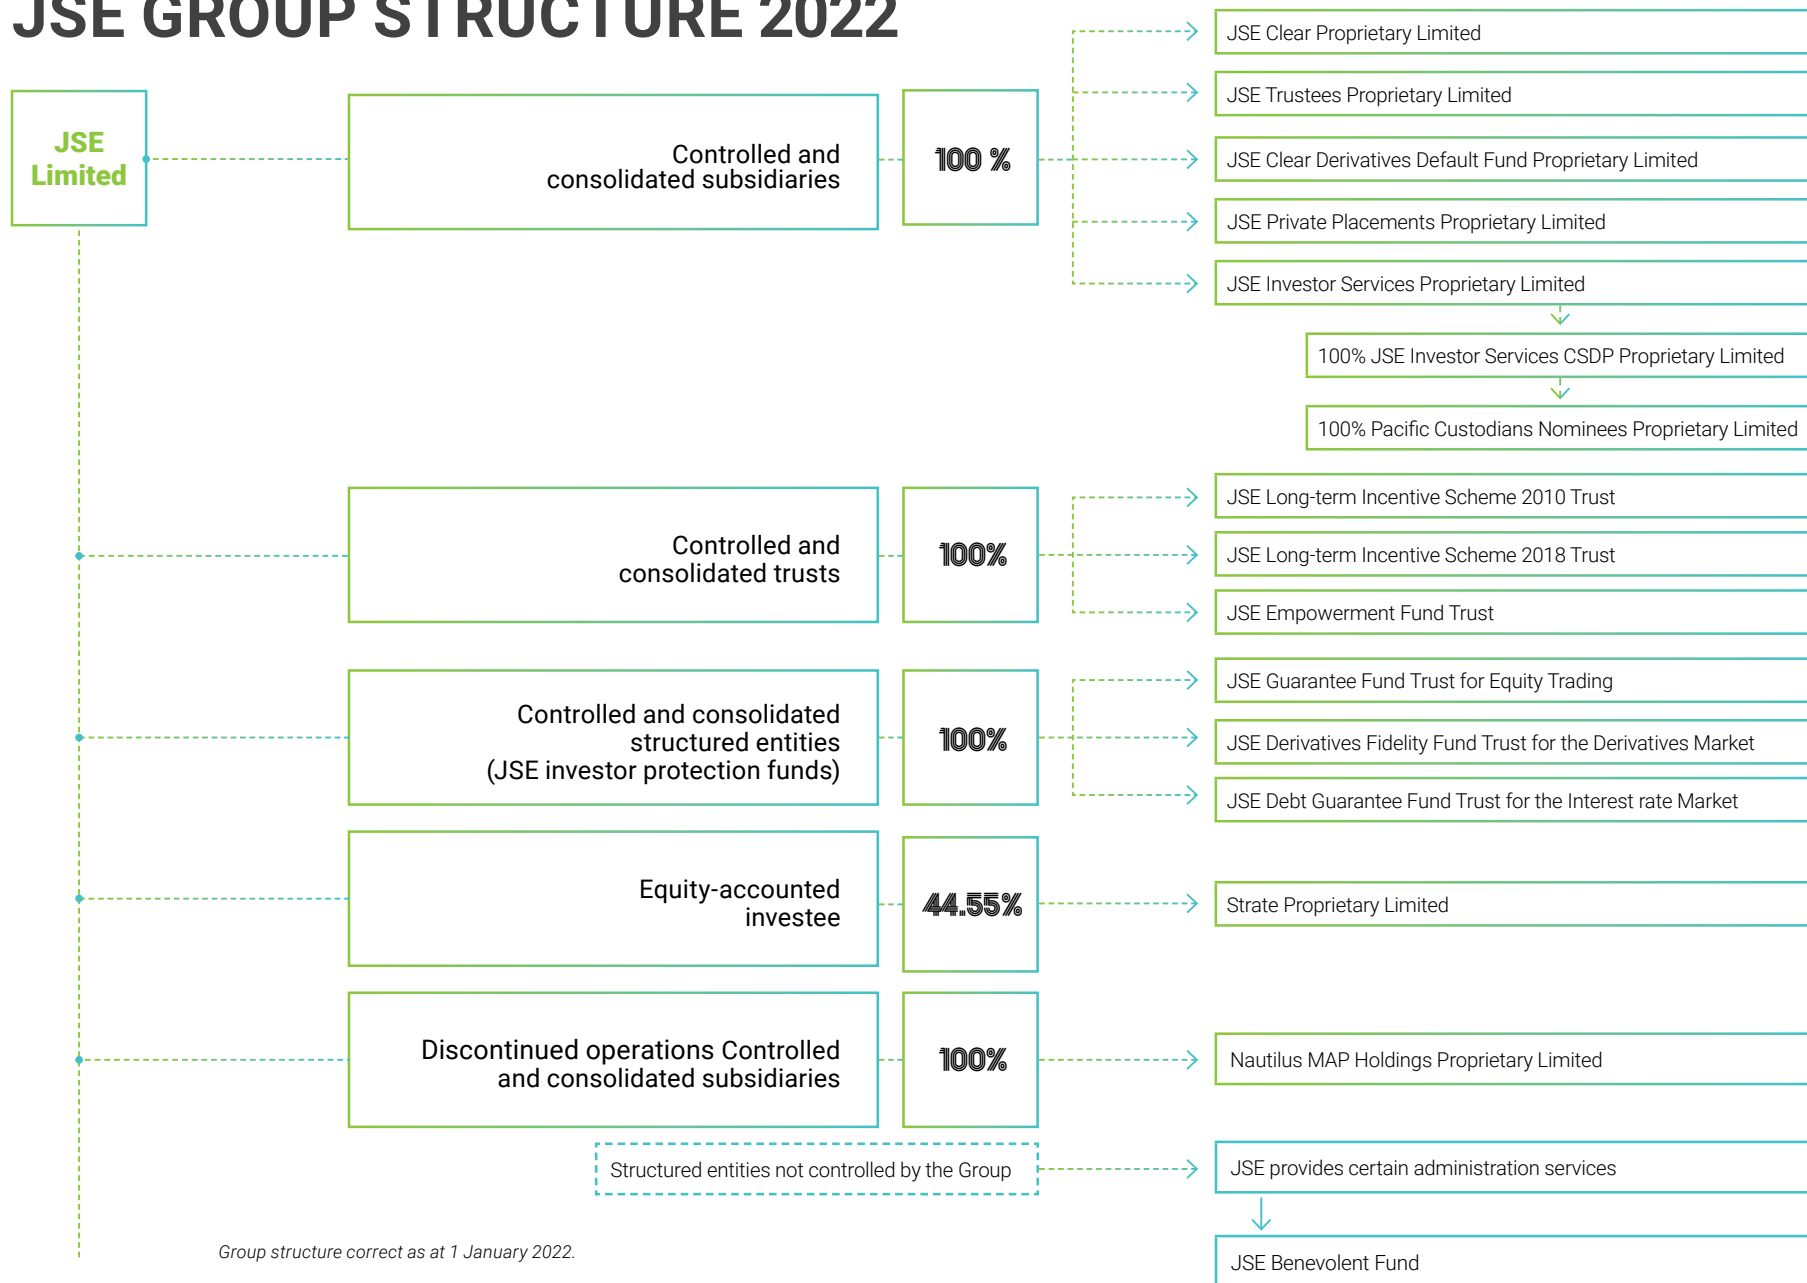 JSE GROUP STRUCTURE 2022
JSE
Limited
Controlled and
consolidated subsidiaries
100 %
JSE Clear Proprietary Limited
JSE Trustees Proprietary Limited
JSE Clear Derivatives Default Fund Proprietary Limited
JSE Private Placements Proprietary Limited
JSE Investor Services Proprietary Limited
100% JSE Investor Services CSDP Proprietary Limited
100% Pacific Custodians Nominees Proprietary Limited
Controlled and
consolidated trusts
100%
JSE Long-term Incentive Scheme 2010 Trust
JSE Long-term Incentive Scheme 2018 Trust
JSE Empowerment Fund Trust
Controlled and consolidated
structured entities
(JSE investor protection funds)
100%
JSE Guarantee Fund Trust for Equity Trading
JSE Derivatives Fidelity Fund Trust for the Derivatives Market
JSE Debt Guarantee Fund Trust for the Interest rate Market
Equity-accounted
investee
44.55%
Strate Proprietary Limited
Discontinued operations Controlled
and consolidated subsidiaries
100%
Nautilus MAP Holdings Proprietary Limited
Structured entities not controlled by the Group
JSE provides certain administration services
JSE Benevolent Fund
Group structure correct as at 1 January 2022.